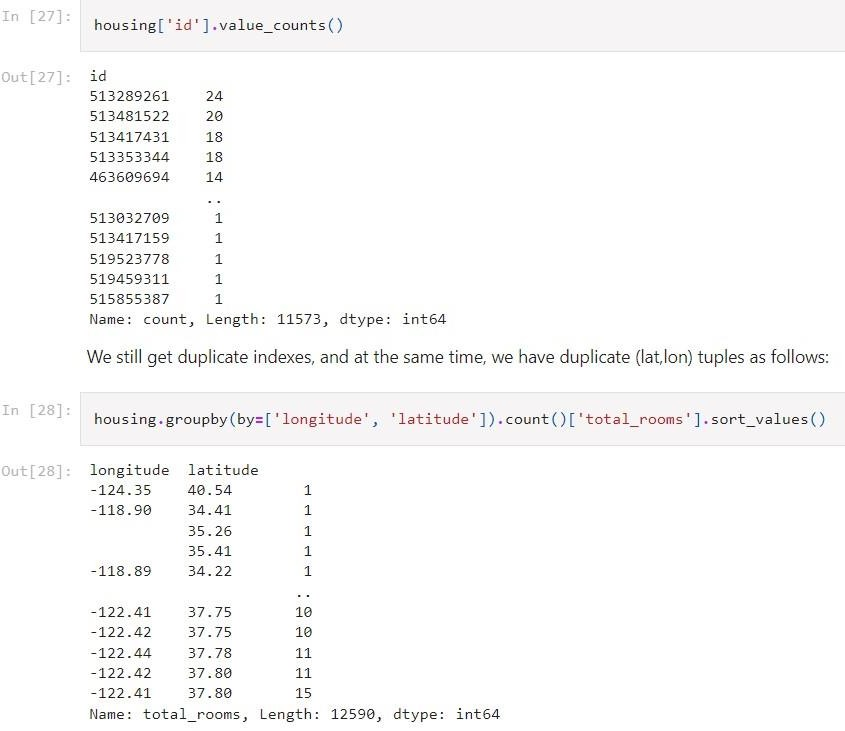 In [27]: housing['id'].value_counts()
Out[27]: id
513289261 24
513481522 20
513417431 18
513353344 18
463609694 14
..
513032709 1
513417159 1
519523778 1
519459311 1
515855387 1
Name: count, Length: 11573, dtype: int64
We still get duplicate indexes, and at the same time, we have duplicate (lat,lon) tuples as follows:
In [28]: housing.groupby(by=['longitude', 'latitude']).count()['total_rooms'].sort_values()
Out[28]: longitude latitude
-124.35 40.54 1
-118.90 34.41 1
35.26 1
35.41 1
-118.89 34.22 1
..
-122.41 37.75 10
-122.42 37.75 10
-122.44 37.78 11
-122.42 37.80 11
-122.41 37.80 15
Name: total_rooms, Length: 12590, dtype: int64